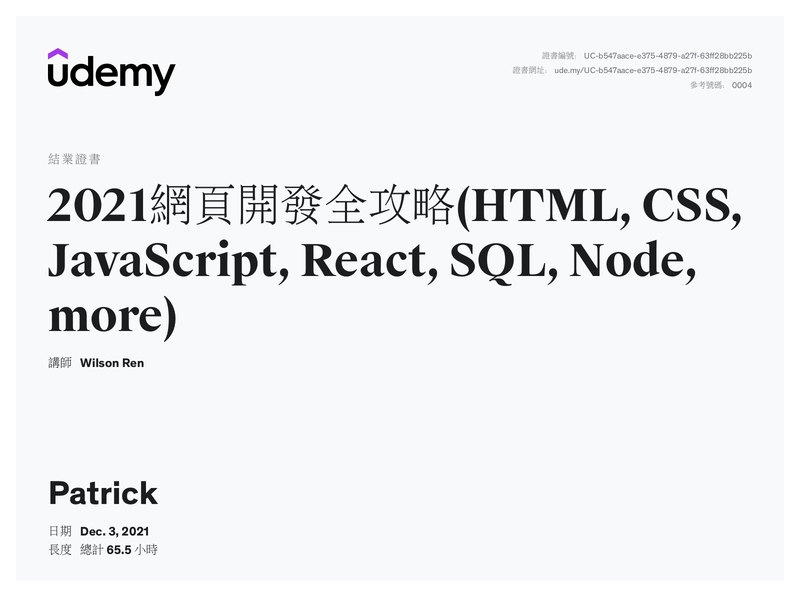 udemy
證書編號： UC-b547aace-e375-4879-a27f-63ff28bb225b
證書網址： ude.my/UC-b547aace-e375-4879-a27f-63ff28bb225b
參考號碼： 0004
結業證書
2021網頁開發全攻略(HTML, CSS,
JavaScript, React, SQL, Node,
more)
講師 Wilson Ren
Patrick
日期 Dec. 3, 2021
長度 總計 65.5 小時